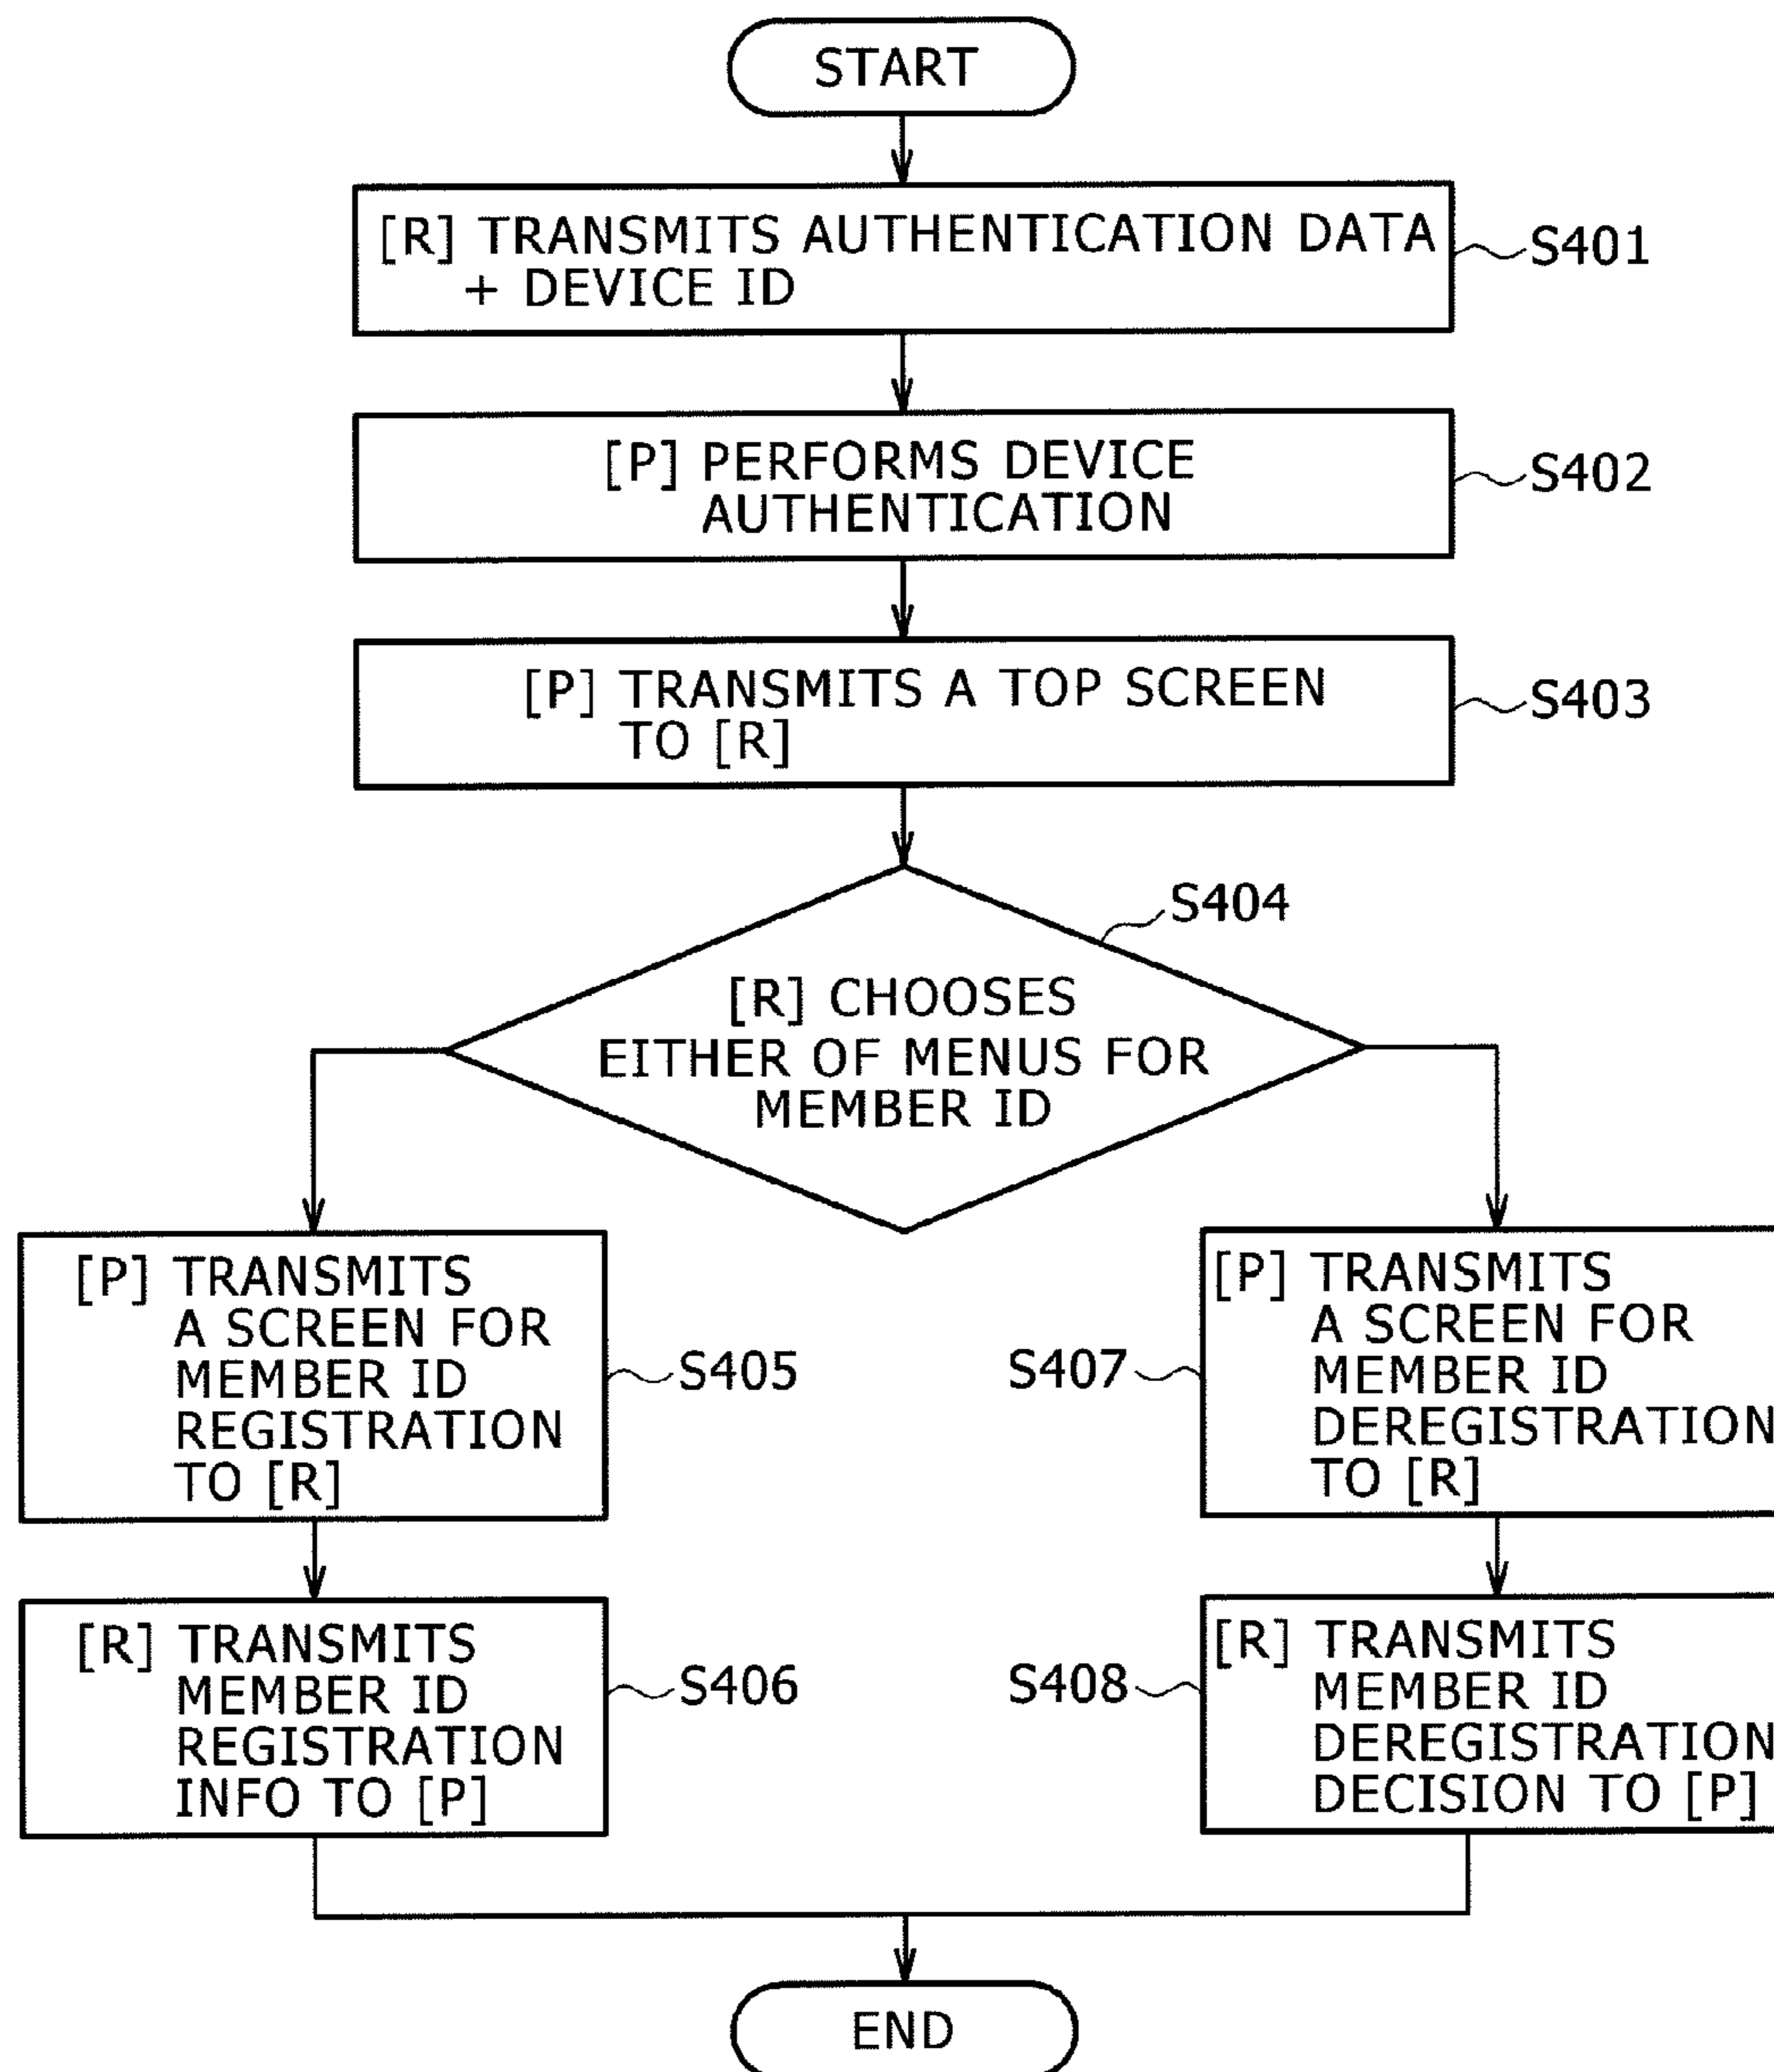 START
[R] TRANSMITS AUTHENTICATION DATA
+ DEVICE ID
S401
[P] PERFORMS DEVICE
AUTHENTICATION
S402
[P] TRANSMITS A TOP SCREEN
TO [R]
S403
S404
[R] CHOOSES
EITHER OF MENUS FOR
MEMBER ID
[P] TRANSMITS
A SCREEN FOR
MEMBER ID
REGISTRATION
TO [R]
S405
S407
[P] TRANSMITS
A SCREEN FOR
MEMBER ID
DEREGISTRATION
TO [R]
[R] TRANSMITS
MEMBER ID
REGISTRATION
INFO TO [P]
S406
S408
[R] TRANSMITS
MEMBER ID
DEREGISTRATION
DECISION TO [P]
END